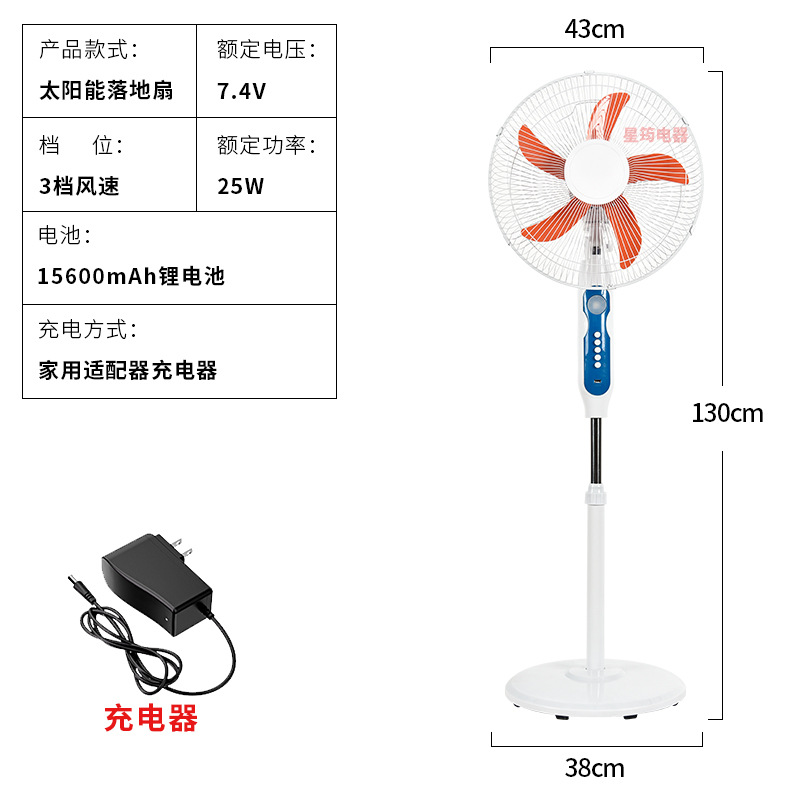 产品款式：
太阳能落地扇
额定电压：
7.4V
档 位：
3档风速
额定功率：
25W
电池：
15600mAh锂电池
充电方式：
家用适配器充电器
充电器
43cm
星筠电器
130cm
38cm